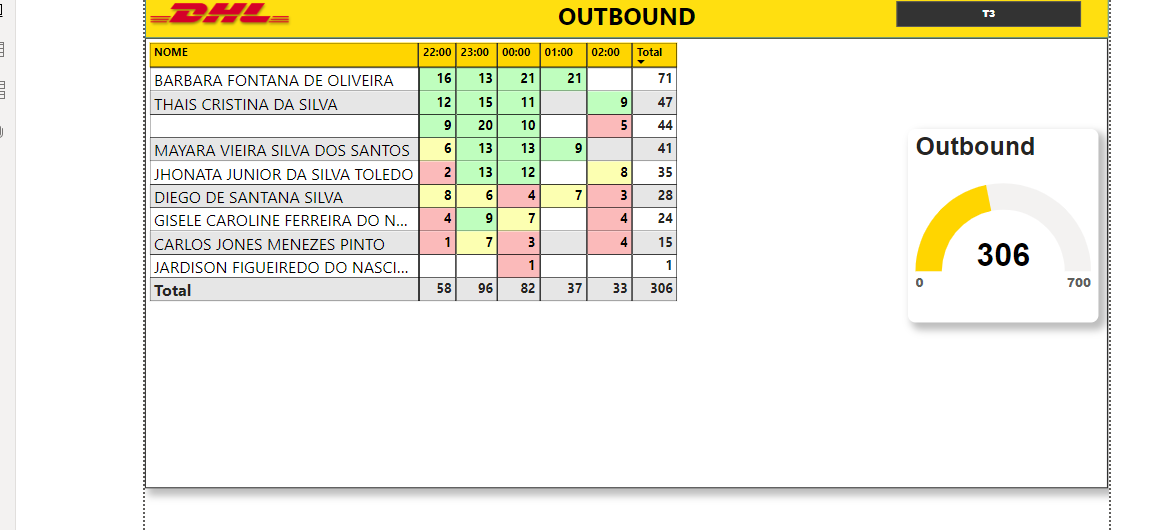 DHL
OUTBOUND
T3
NOME 22:00 23:00 00:00 01:00 02:00 Total
BARBARA FONTANA DE OLIVEIRA 16 13 21 21 71
THAIS CRISTINA DA SILVA 12 15 11 9 47
9 20 10 5 44
MAYARA VIEIRA SILVA DOS SANTOS 6 13 13 9 41
JHONATA JUNIOR DA SILVA TOLEDO 2 13 12 8 35
DIEGO DE SANTANA SILVA 8 6 4 7 3 28
GISELE CAROLINE FERREIRA DO N... 4 9 7 4 24
CARLOS JONES MENEZES PINTO 1 7 3 4 15
JARDISON FIGUEIREDO DO NASCI... 1 1
Total 58 96 82 37 33 306
Outbound
306
0 700